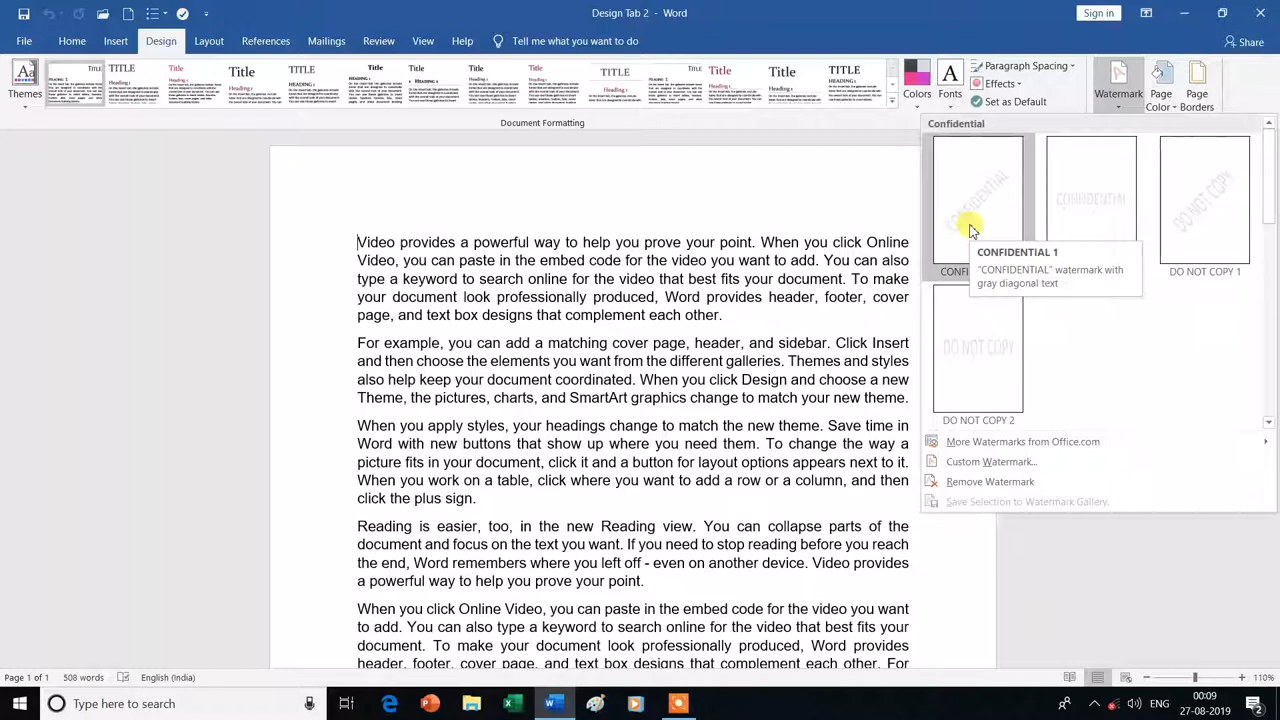 Design Tab 2 - Word
Sign in
File Home Insert Design Layout References Mailings Review View Help Tell me what you want to do
Share
Themes
Colors
Fonts
Paragraph Spacing
Effects
Set as Default
Watermark
Page Color
Page Borders
Document Formatting
Confidential
CONFIDENTIAL
CONFIDENTIAL
DO NOT COPY
CONFI
DO NOT COPY 1
CONFIDENTIAL 1
"CONFIDENTIAL" watermark with
gray diagonal text
DO NOT COPY
DO NOT COPY 2
More Watermarks from Office.com
Custom Watermark...
Remove Watermark
Save Selection to Watermark Gallery.
Video provides a powerful way to help you prove your point. When you click Online
Video, you can paste in the embed code for the video you want to add. You can also
type a keyword to search online for the video that best fits your document. To make
your document look professionally produced, Word provides header, footer, cover
page, and text box designs that complement each other.
For example, you can add a matching cover page, header, and sidebar. Click Insert
and then choose the elements you want from the different galleries. Themes and styles
also help keep your document coordinated. When you click Design and choose a new
Theme, the pictures, charts, and SmartArt graphics change to match your new theme.
When you apply styles, your headings change to match the new theme. Save time in
Word with new buttons that show up where you need them. To change the way a
picture fits in your document, click it and a button for layout options appears next to it.
When you work on a table, click where you want to add a row or a column, and then
click the plus sign.
Reading is easier, too, in the new Reading view. You can collapse parts of the
document and focus on the text you want. If you need to stop reading before you reach
the end, Word remembers where you left off - even on another device. Video provides
a powerful way to help you prove your point.
When you click Online Video, you can paste in the embed code for the video you want
to add. You can also type a keyword to search online for the video that best fits your
document. To make your document look professionally produced, Word provides
header, footer, cover page, and text box designs that complement each other. For
Page 1 of 1 508 words English (India)
110%
Type here to search
ENG
00:09
27-08-2019